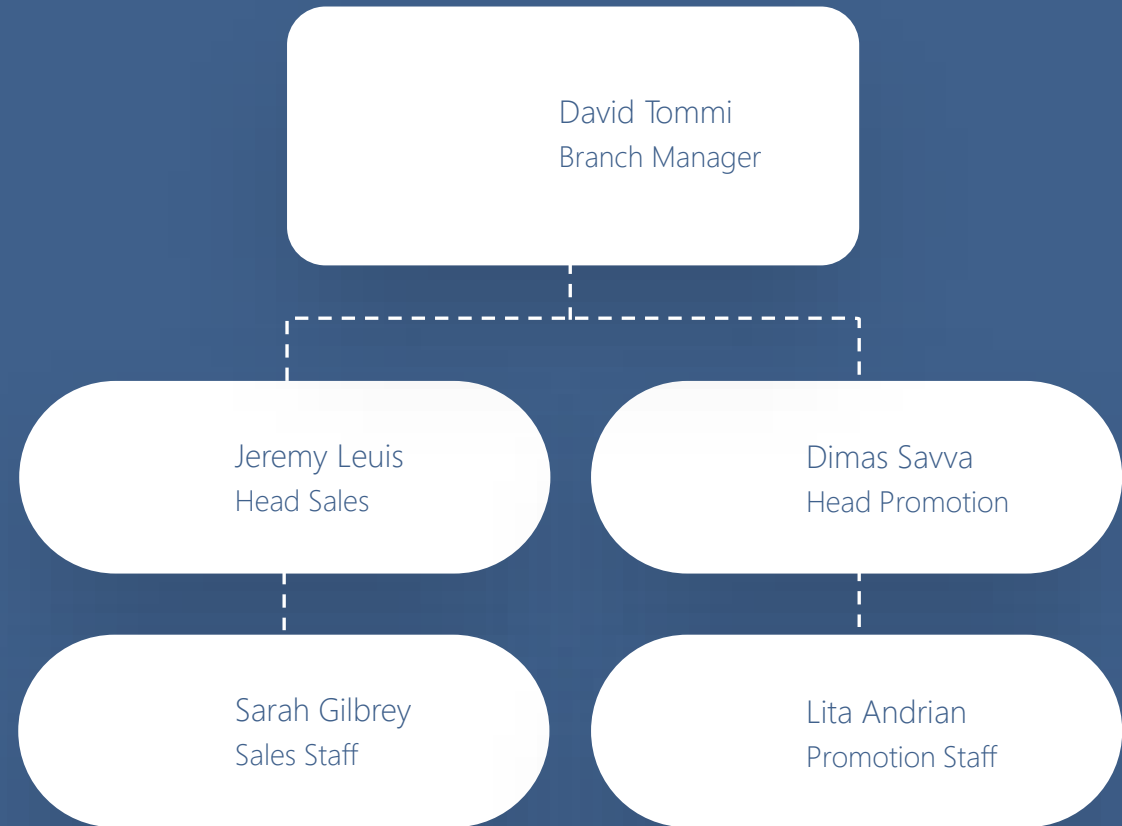 David Tommi
Branch Manager
Jeremy Leuis
Head Sales
Dimas Savva
Head Promotion
Sarah Gilbrey
Sales Staff
Lita Andrian
Promotion Staff